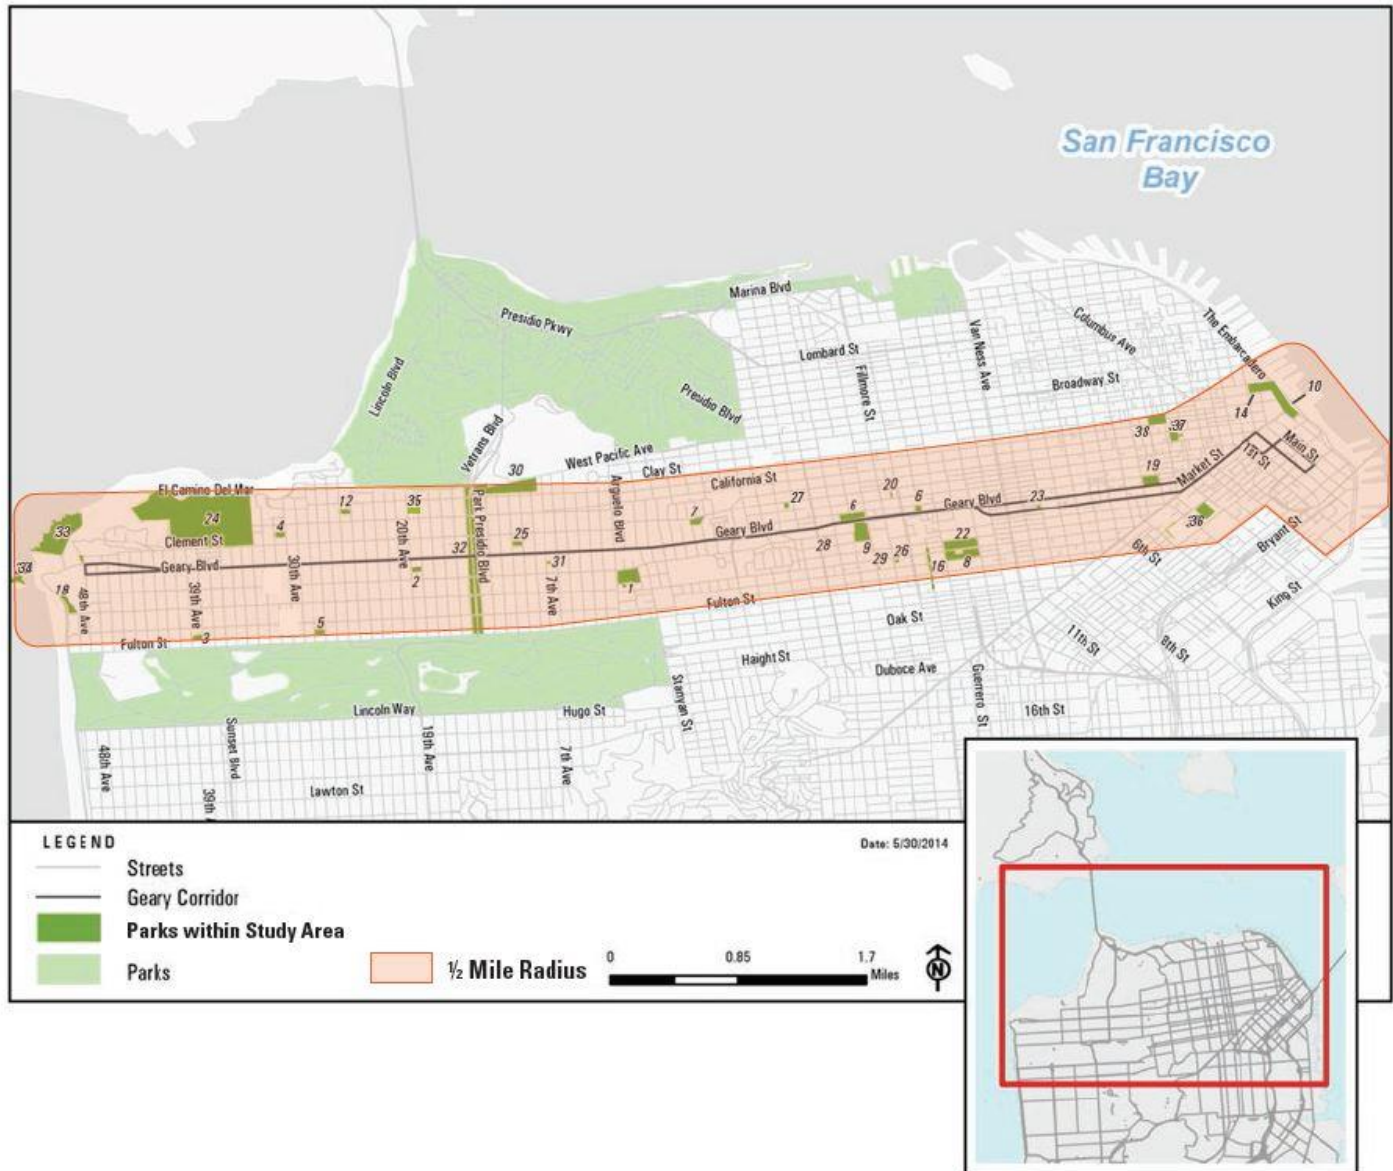 San Francisco
Bay
Marina Blvd
Presidio Pkwy
Lombard St
Columbus Ave
The Embarcadero
Van Ness Ave
Fillmore St
Broadway St
Lincoln Blvd
Presidio Blvd
10
14
Vetrans Blvd
West Pacific Ave
Clay St
California St
38
37
Main St
1st St
Market St
30
El Camino Del Mar
12
35
Park Presidio Blvd
Arguello Blvd
27
20
6
6
Geary Blvd
23
19
33
24
4
Clement St
20th Ave
32
25
7
Geary Blvd
28
9
29
26
22
16
8
36
Bryant St
6th St
Geary Blvd
30th Ave
31
7th Ave
2
1
18
48th Ave
39th Ave
Fulton St
King St
Fulton St
3
5
Oak St
11th St
8th St
Haight St
Duboce Ave
Stanyan St
Guerrero St
16th St
Lincoln Way
Hugo St
48th Ave
Sunset Blvd
19th Ave
7th Ave
39th A
Lawton St
LEGEND
Date: 5/30/2014
Streets
Geary Corridor
Parks within Study Area
Parks
½ Mile Radius
0 0.85 1.7
Miles
N